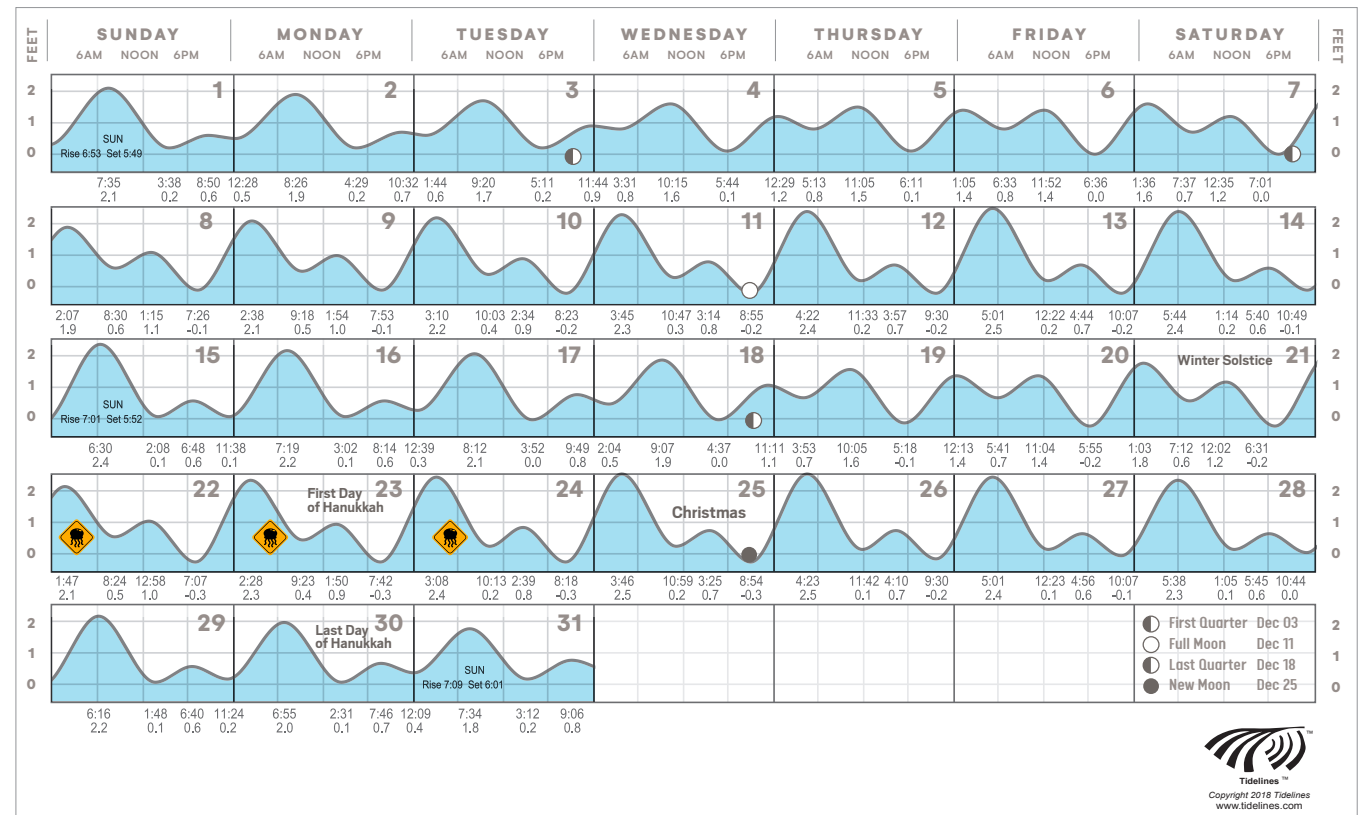 FEET SUNDAY MONDAY TUESDAY WEDNESDAY THURSDAY FRIDAY SATURDAY FEET
6AM NOON 6PM 6AM NOON 6PM 6AM NOON 6PM 6AM NOON 6PM 6AM NOON 6PM 6AM NOON 6PM 6AM NOON 6PM
2 1 2 3 4 5 6 7 2
1 1
SUN
Rise 6:53 Set 5:49
0 0
7:35 3:38 8:50 12:28 8:26 4:29 10:32 1:44 9:20 5:11 11:44 3:31 10:15 5:44 12:29 5:13 11:05 6:11 1:05 6:33 11:52 6:36 1:36 7:37 12:35 7:01
2.1 0.2 0.6 0.5 1.9 0.2 0.7 0.6 1.7 0.2 0.9 0.8 1.6 0.1 1.2 0.8 1.5 0.1 1.4 0.8 1.4 0.0 1.6 0.7 1.2 0.0
2 8 9 10 11 12 13 14 2
1 1
0 0
2:07 8:30 1:15 7:26 2:38 9:18 1:54 7:53 3:10 10:03 2:34 8:23 3:45 10:47 3:14 8:55 4:22 11:33 3:57 9:30 5:01 12:22 4:44 10:07 5:44 1:14 5:40 10:49
1.9 0.6 1.1 -0.1 2.1 0.5 1.0 -0.1 2.2 0.4 0.9 -0.2 2.3 0.3 0.8 -0.2 2.4 0.2 0.7 -0.2 2.5 0.2 0.7 -0.2 2.4 0.2 0.6 -0.1
2 15 16 17 18 19 20 Winter Solstice 21 2
1 1
SUN
Rise 7:01 Set 5:52
0 0
6:30 2:08 6:48 11:38 7:19 3:02 8:14 12:39 8:12 3:52 9:49 2:04 9:07 4:37 11:11 3:53 10:05 5:18 12:13 5:41 11:04 5:55 1:03 7:12 12:02 6:31
2.4 0.1 0.6 0.1 2.2 0.1 0.6 0.3 2.1 0.0 0.8 0.5 1.9 0.0 1.1 0.7 1.6 -0.1 1.4 0.7 1.4 -0.2 1.8 0.6 1.2 -0.2
2 22 First Day 23 24 25 26 27 28 2
of Hanukkah
Christmas
1 1
0 0
1:47 8:24 12:58 7:07 2:28 9:23 1:50 7:42 3:08 10:13 2:39 8:18 3:46 10:59 3:25 8:54 4:23 11:42 4:10 9:30 5:01 12:23 4:56 10:07 5:38 1:05 5:45 10:44
2.1 0.5 1.0 -0.3 2.3 0.4 0.9 -0.3 2.4 0.2 0.8 -0.3 2.5 0.2 0.7 -0.3 2.5 0.1 0.7 -0.2 2.4 0.1 0.6 -0.1 2.3 0.1 0.6 0.0
2 29 Last Day 30 31 First Quarter Dec 03 2
of Hanukkah
1 Full Moon Dec 11 1
SUN
Last Quarter Dec 18
0 Rise 7:09 Set 6:01 New Moon Dec 25 0
6:16 1:48 6:40 11:24 6:55 2:31 7:46 12:09 7:34 3:12 9:06
2.2 0.1 0.6 0.2 2.0 0.1 0.7 0.4 1.8 0.2 0.8
TM
Tidelines TM
Copyright 2018 Tidelines
www.tidelines.com